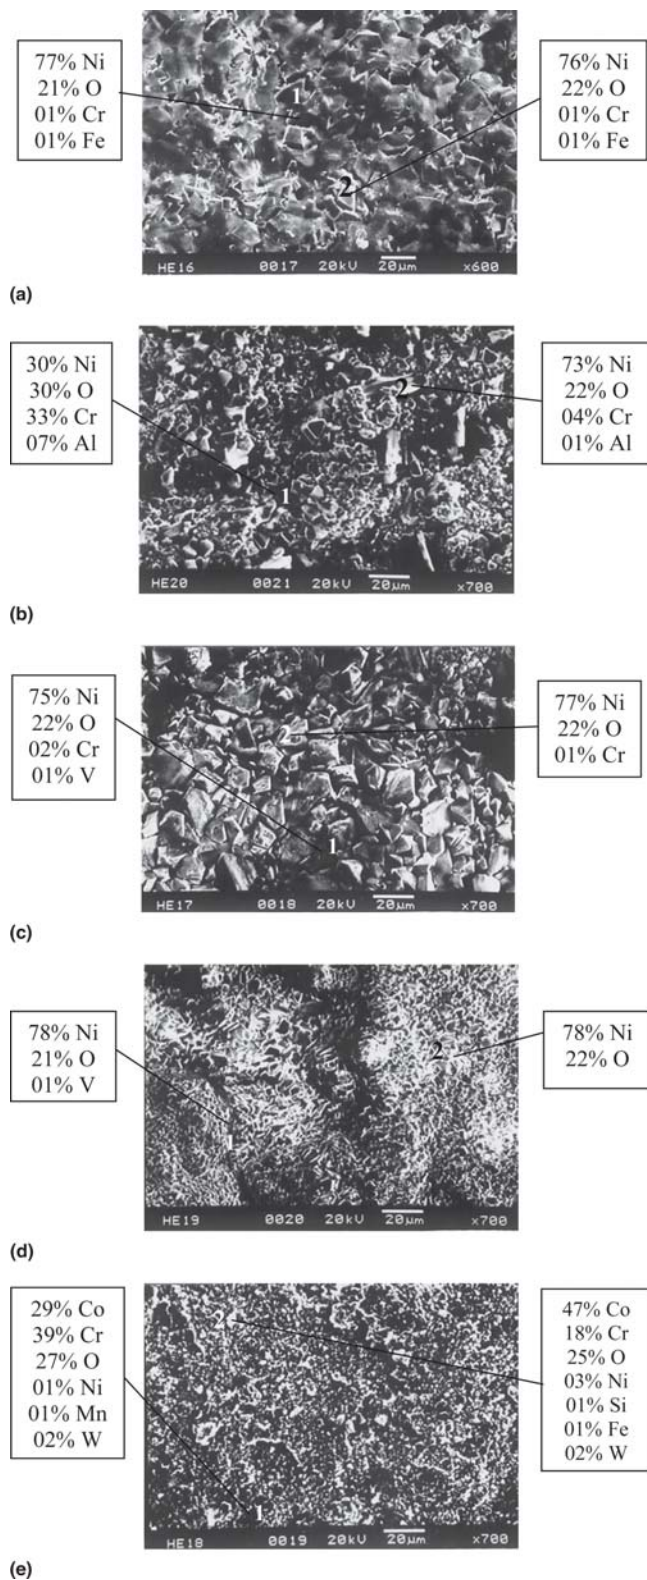 77% Ni
21% O
01% Cr
01% Fe
76% Ni
22% O
01% Cr
01% Fe
1
2
HE16 0017 20kV 20µm x600
(a)
30% Ni
30% O
33% Cr
07% Al
73% Ni
22% O
04% Cr
01% Al
2
1
HE20 0021 20kV 20µm x700
(b)
75% Ni
22% O
02% Cr
01% V
77% Ni
22% O
01% Cr
2
1
HE17 0018 20kV 20µm x700
(c)
78% Ni
21% O
01% V
78% Ni
22% O
2
1
HE19 0020 20kV 20µm x700
(d)
29% Co
39% Cr
27% O
01% Ni
01% Mn
02% W
47% Co
18% Cr
25% O
03% Ni
01% Si
01% Fe
02% W
2
1
HE18 0019 20kV 20µm x700
(e)